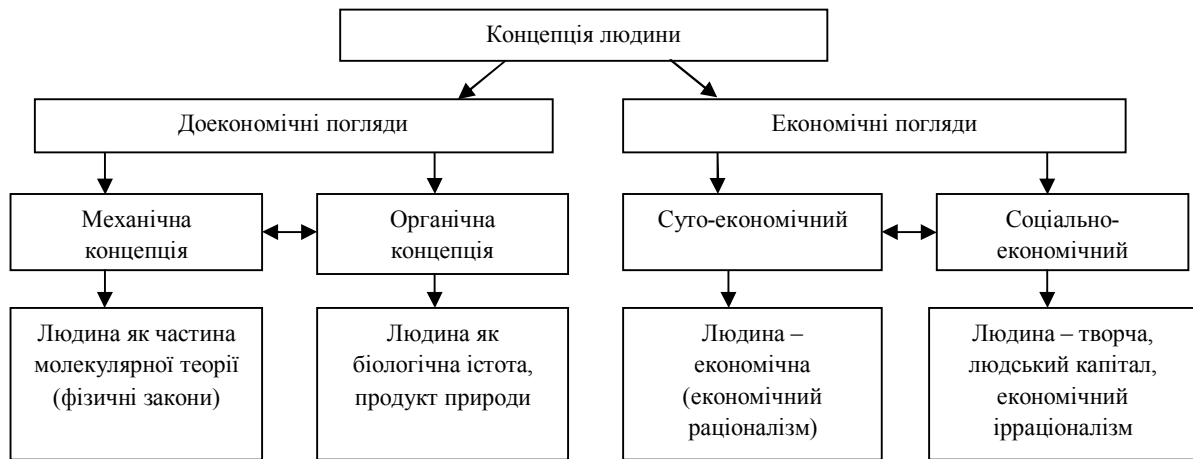 Концепція людини
Доекономічні погляди
Економічні погляди
Механічна
концепція
Органічна
концепція
Суто-економічний
Соціально-
економічний
Людина як частина
молекулярної теорії
(фізичні закони)
Людина як
біологічна істота,
продукт природи
Людина –
економічна
(економічний
раціоналізм)
Людина – творча,
людський капітал,
економічний
ірраціоналізм